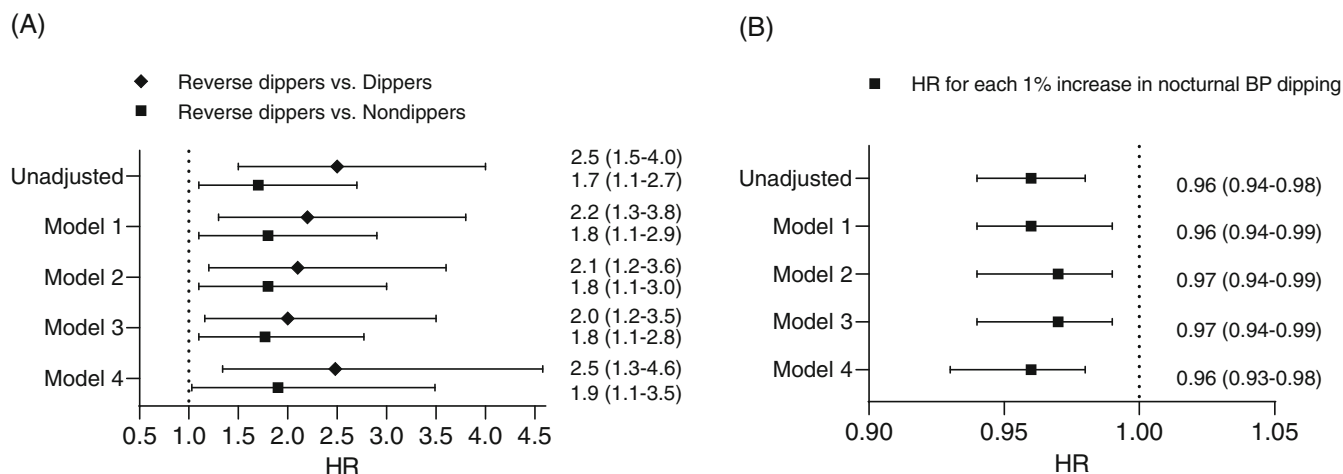 (A)
Reverse dippers vs. Dippers
Reverse dippers vs. Nondippers
Unadjusted
2.5 (1.5-4.0)
1.7 (1.1-2.7)
Model 1
2.2 (1.3-3.8)
1.8 (1.1-2.9)
Model 2
2.1 (1.2-3.6)
1.8 (1.1-3.0)
Model 3
2.0 (1.2-3.5)
1.8 (1.1-2.8)
Model 4
2.5 (1.3-4.6)
1.9 (1.1-3.5)
0.5 1.0 1.5 2.0 2.5 3.0 3.5 4.0 4.5
HR
(B)
HR for each 1% increase in nocturnal BP dipping
Unadjusted
0.96 (0.94-0.98)
Model 1
0.96 (0.94-0.99)
Model 2
0.97 (0.94-0.99)
Model 3
0.97 (0.94-0.99)
Model 4
0.96 (0.93-0.98)
0.90 0.95 1.00 1.05
HR